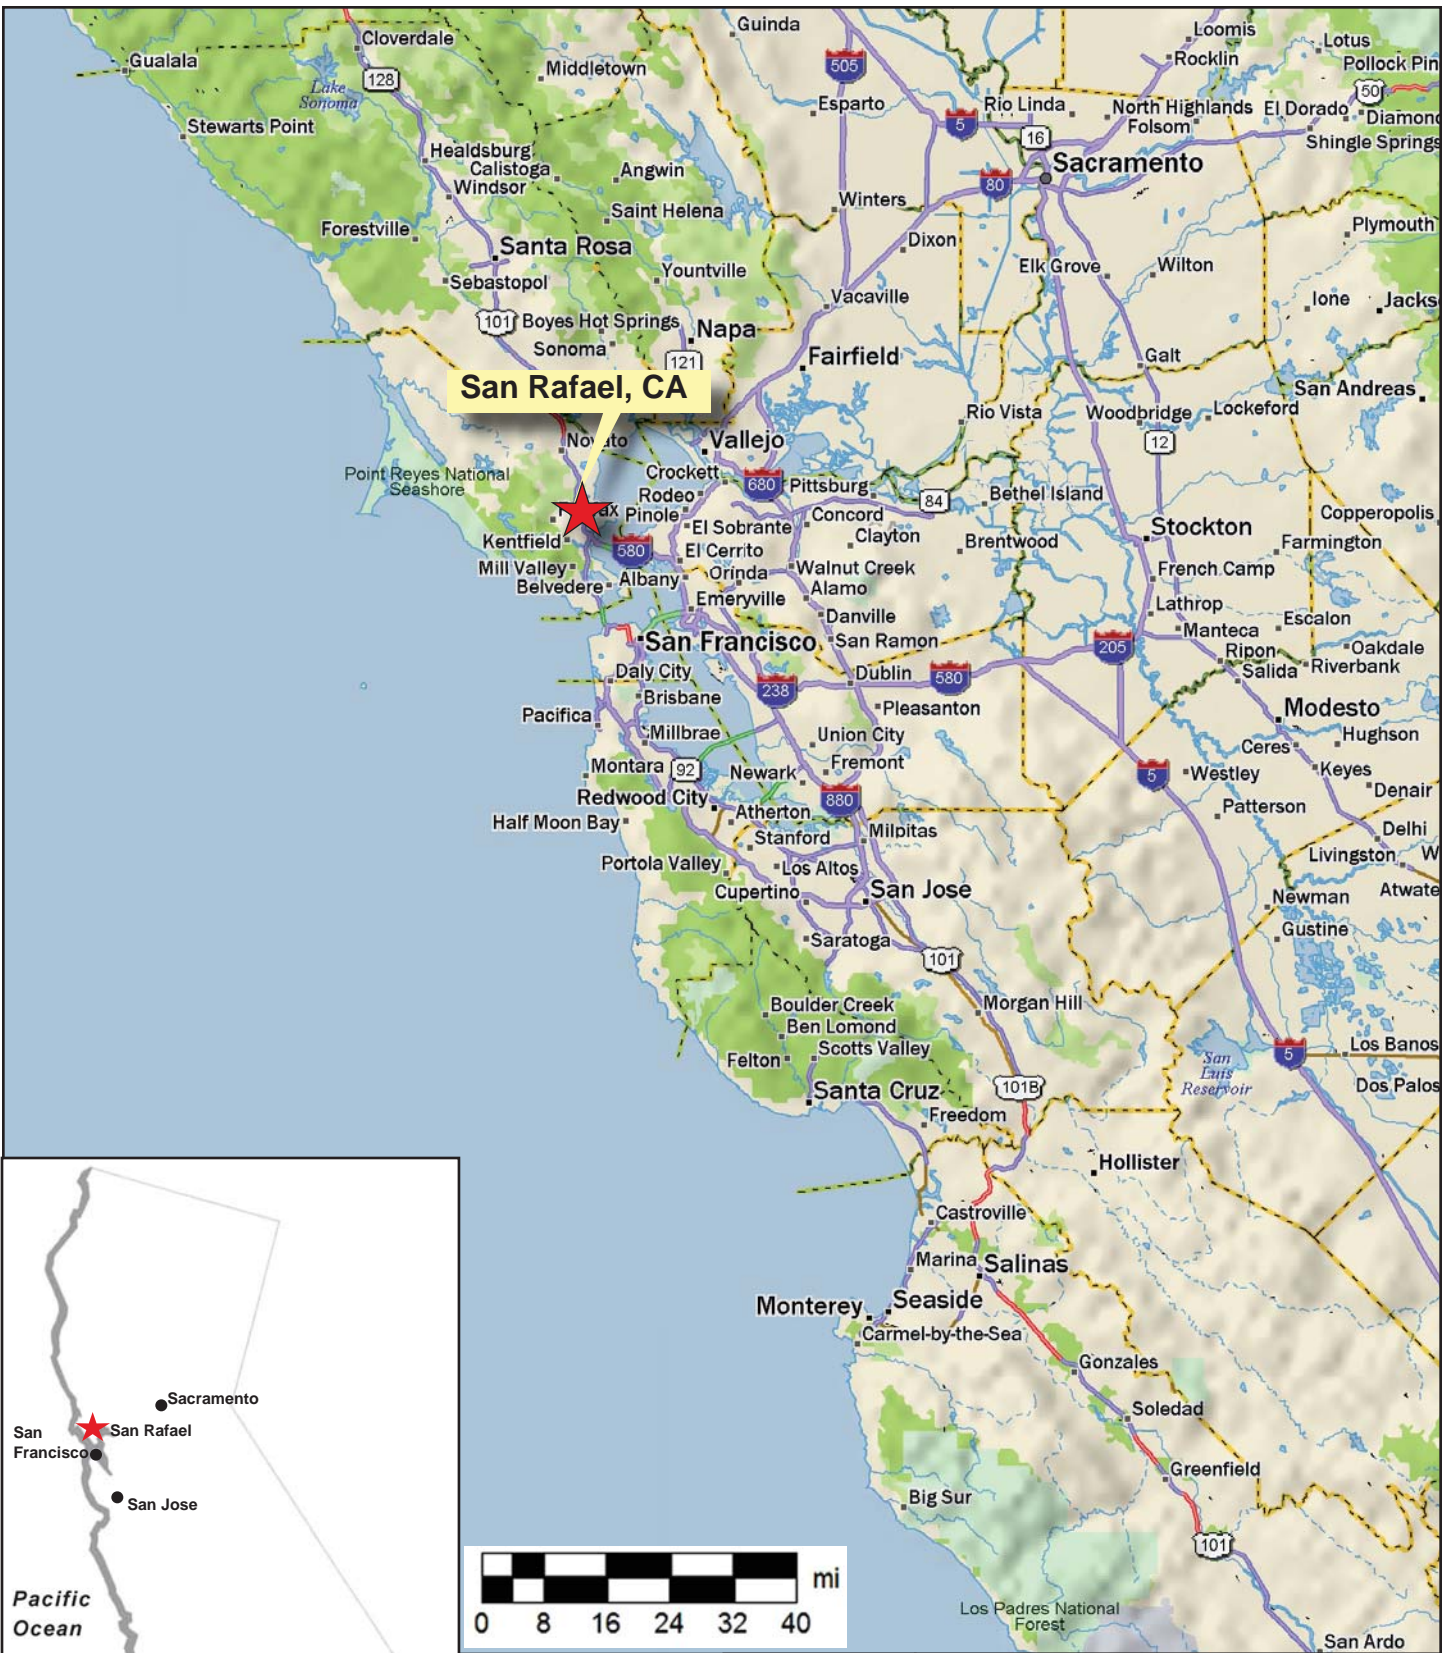 Guinda
Cloverdale
Loomis
Lotus
Gualala
Rocklin
Pollock Pin
Middletown
505
128
50
Lake
Sonoma
Esparto
Rio Linda
North Highlands
El Dorado
Diamond
5
Folsom
Stewarts Point
16
Shingle Springs
Healdsburg
Sacramento
Calistoga
Angwin
Windsor
80
Winters
Saint Helena
Plymouth
Forestville
Santa Rosa
Dixon
Elk Grove
Wilton
Yountville
Sebastopol
Vacaville
Ione
Jacks
101
Boyes Hot Springs
Napa
Sonoma
121
Fairfield
Galt
San Rafael, CA
San Andreas
Rio Vista
Woodbridge
Lockeford
Novato
Vallejo
12
Point Reyes National
Seashore
Crockett
680
Pittsburg
Rodeo
84
Bethel Island
ax
Pinole
Concord
Copperopolis
El Sobrante
Stockton
Kentfield
580
Clayton
Brentwood
Farmington
El Cerrito
Mill Valley
Albany
Orinda
Walnut Creek
French Camp
Belvedere
Alamo
Emeryville
Danville
Lathrop
Escalon
San Francisco
San Ramon
Manteca
205
Ripon
Oakdale
Daly City
Dublin
580
Salida
Riverbank
238
Brisbane
Pacifica
Pleasanton
Modesto
Millbrae
Union City
Ceres
Hughson
Montara
92
Newark
Fremont
5
Westley
Keyes
Redwood City
880
Denair
Half Moon Bay
Atherton
Patterson
Stanford
Milpitas
Delhi
Portola Valley
Los Altos
Livingston
W
Cupertino
San Jose
Newman
Atwate
Saratoga
Gustine
101
Boulder Creek
Morgan Hill
Ben Lomond
Felton
Scotts Valley
San
Luis
Reservoir
5
Los Banos
Santa Cruz
101B
Dos Palos
Freedom
Hollister
Castroville
Marina
Salinas
Monterey
Seaside
Carmel-by-the-Sea
Gonzales
Soledad
Greenfield
Big Sur
101
Los Padres National
Forest
San Ardo
Sacramento
San Rafael
San
Francisco
San Jose
Pacific
Ocean
mi
0 8 16 24 32 40